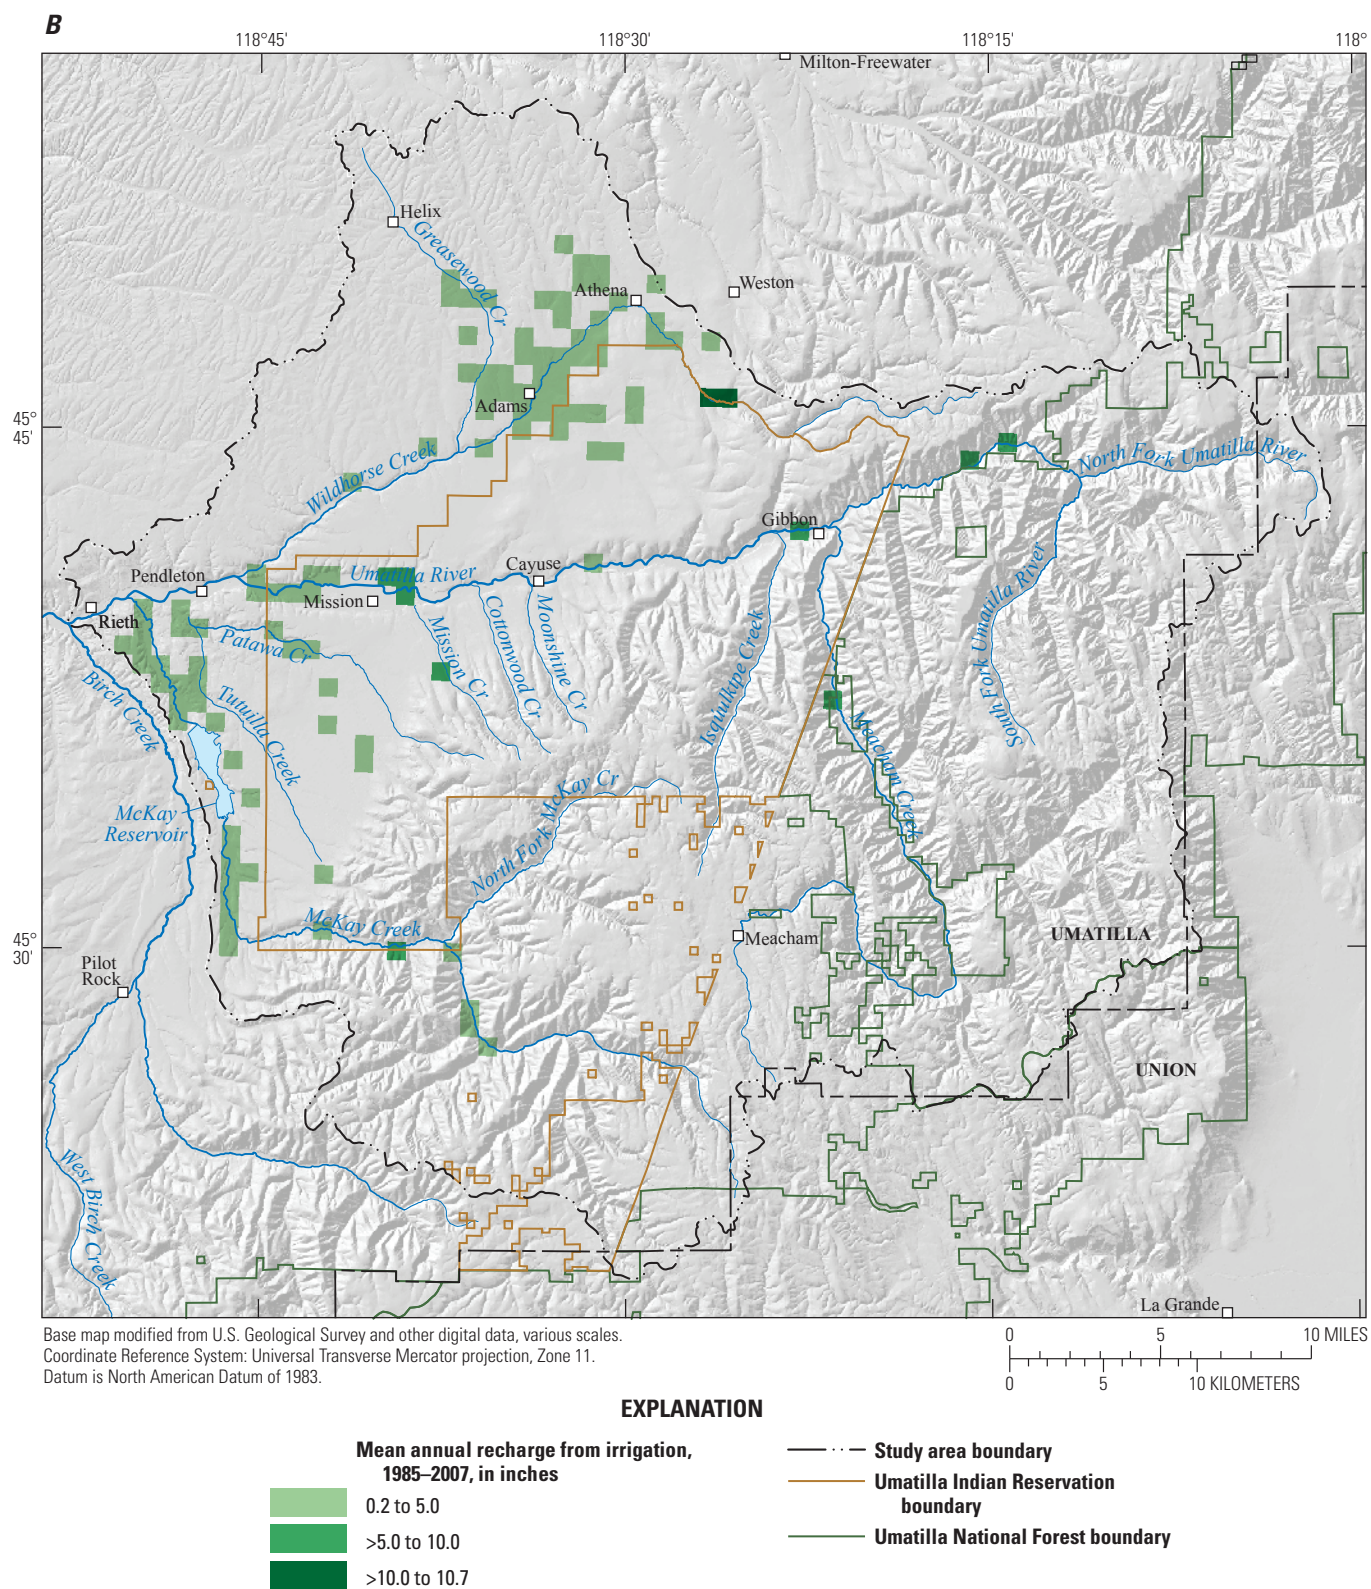 B
118°45'
118°30'
118°15'
118°
Milton-Freewater
Helix
Greasewood Cr
Athena
Weston
Adams
45°
45'
Wildhorse Creek
North Fork Umatilla River
Gibbon
Cayuse
Pendleton
Umatilla River
Mission
Rieth
Patawa Cr
Mission Cr
Cottonwood Cr
Moonshine Cr
Isquulktpe Creek
South Fork Umatilla River
Birch Creek
Tutuilla Creek
Meacham Creek
McKay
Reservoir
North Fork McKay Cr
McKay Creek
Meacham
45°
30'
UMATILLA
Pilot
Rock
UNION
West Birch Creek
La Grande
Base map modified from U.S. Geological Survey and other digital data, various scales.
Coordinate Reference System: Universal Transverse Mercator projection, Zone 11.
Datum is North American Datum of 1983.
0 5 10 MILES
0 5 10 KILOMETERS
EXPLANATION
Mean annual recharge from irrigation,
1985–2007, in inches
0.2 to 5.0
>5.0 to 10.0
>10.0 to 10.7
Study area boundary
Umatilla Indian Reservation
boundary
Umatilla National Forest boundary